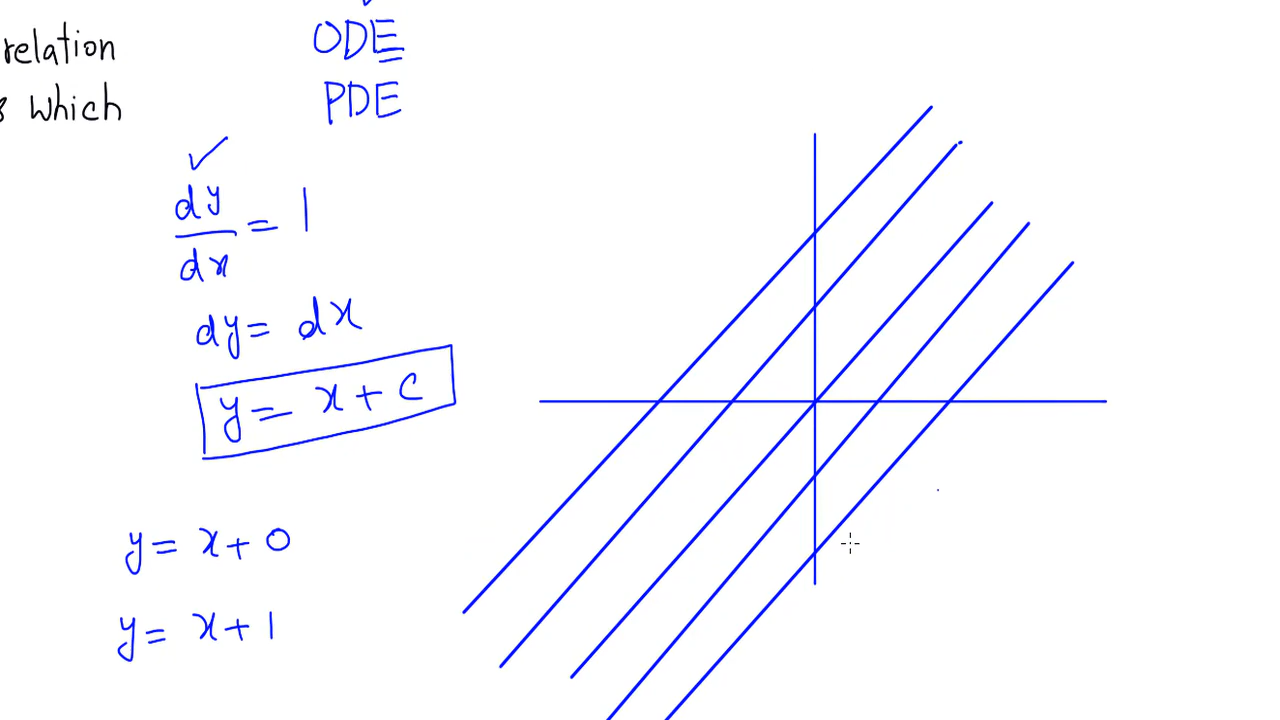 relation
which
ODE
PDE
dy/dx = 1
dy = dx
y = x + c
y = x + 0
y = x + 1